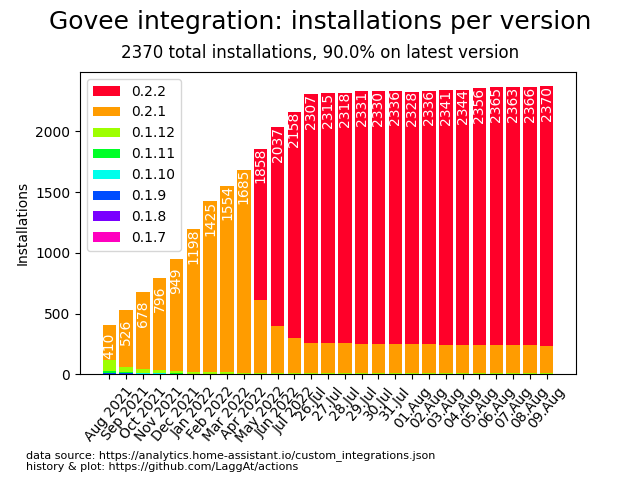 Govee integration: installations per version
2370 total installations, 90.0% on latest version
0.2.2
0.2.1
0.1.12
0.1.11
0.1.10
0.1.9
0.1.8
0.1.7
Installations
2000
1500
1000
500
0
410
526
678
796
949
1198
1425
1554
1685
1858
2037
2158
2307
2315
2318
2331
2330
2336
2328
2336
2341
2344
2356
2365
2363
2366
2370
Aug 2021
Sep 2021
Oct 2021
Nov 2021
Dec 2021
Jan 2022
Feb 2022
Mar 2022
Apr 2022
May 2022
Jun 2022
Jul 2022
26.Jul
27.Jul
28.Jul
29.Jul
30.Jul
31.Jul
01.Aug
02.Aug
03.Aug
04.Aug
05.Aug
06.Aug
07.Aug
08.Aug
09.Aug
data source: https://analytics.home-assistant.io/custom_integrations.json
history & plot: https://github.com/LaggAt/actions